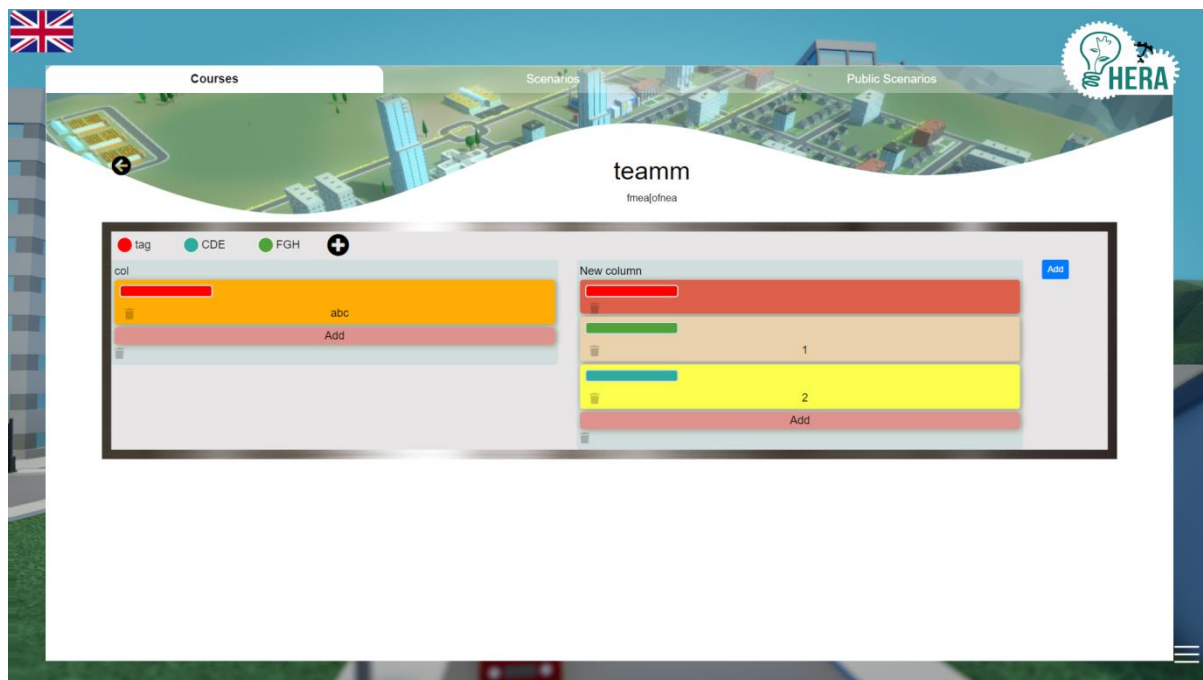 Courses
Scenarios
Public Scenarios
HERA
teamm
fmea[ofnea
tag
CDE
FGH
col
New column
Add
abc
Add
1
2
Add